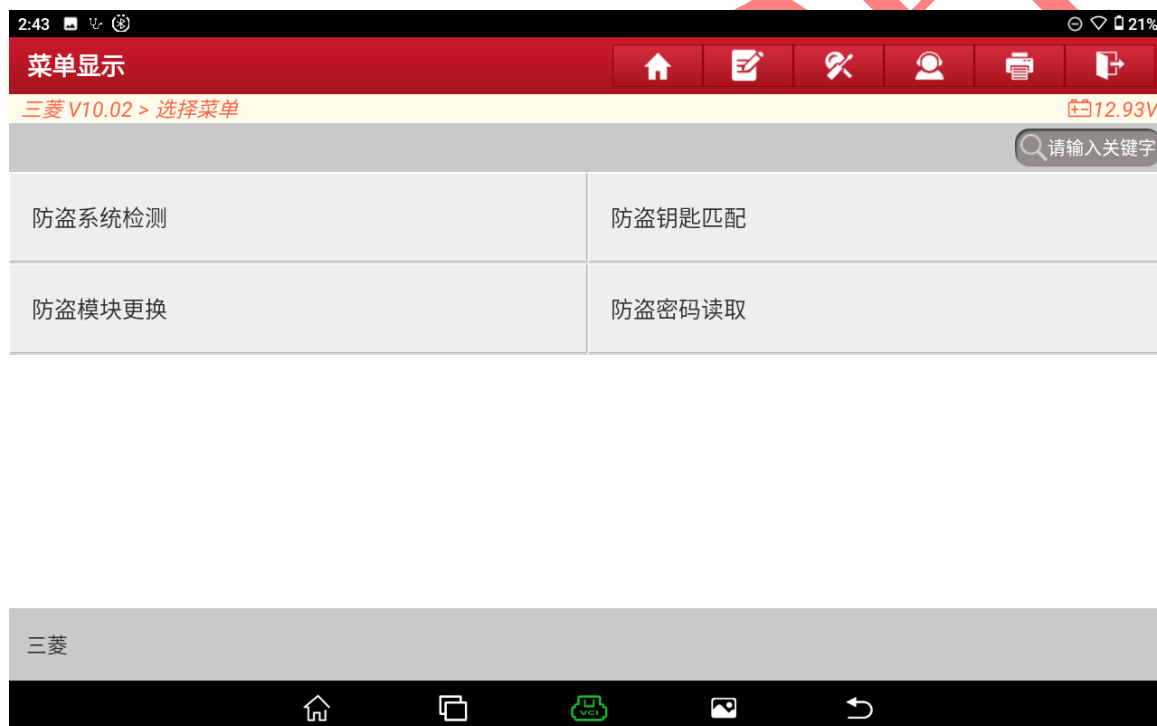 2:43 21%
菜单显示
三菱 V10.02 > 选择菜单 12.93V
请输入关键字
防盗系统检测 防盗钥匙匹配
防盗模块更换 防盗密码读取
三菱
VCI